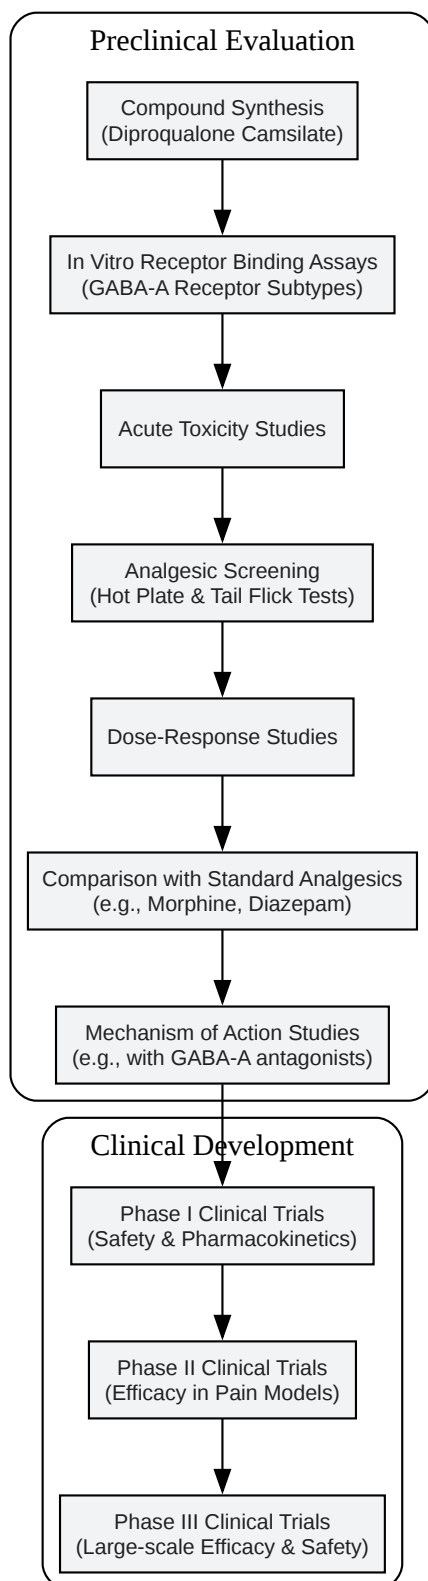 Preclinical Evaluation
Compound Synthesis
(Diproqualone Camsilate)
In Vitro Receptor Binding Assays
(GABA-A Receptor Subtypes)
Acute Toxicity Studies
Analgesic Screening
(Hot Plate & Tail Flick Tests)
Dose-Response Studies
Comparison with Standard Analgesics
(e.g., Morphine, Diazepam)
Mechanism of Action Studies
(e.g., with GABA-A antagonists)
Clinical Development
Phase I Clinical Trials
(Safety & Pharmacokinetics)
Phase II Clinical Trials
(Efficacy in Pain Models)
Phase III Clinical Trials
(Large-scale Efficacy & Safety)